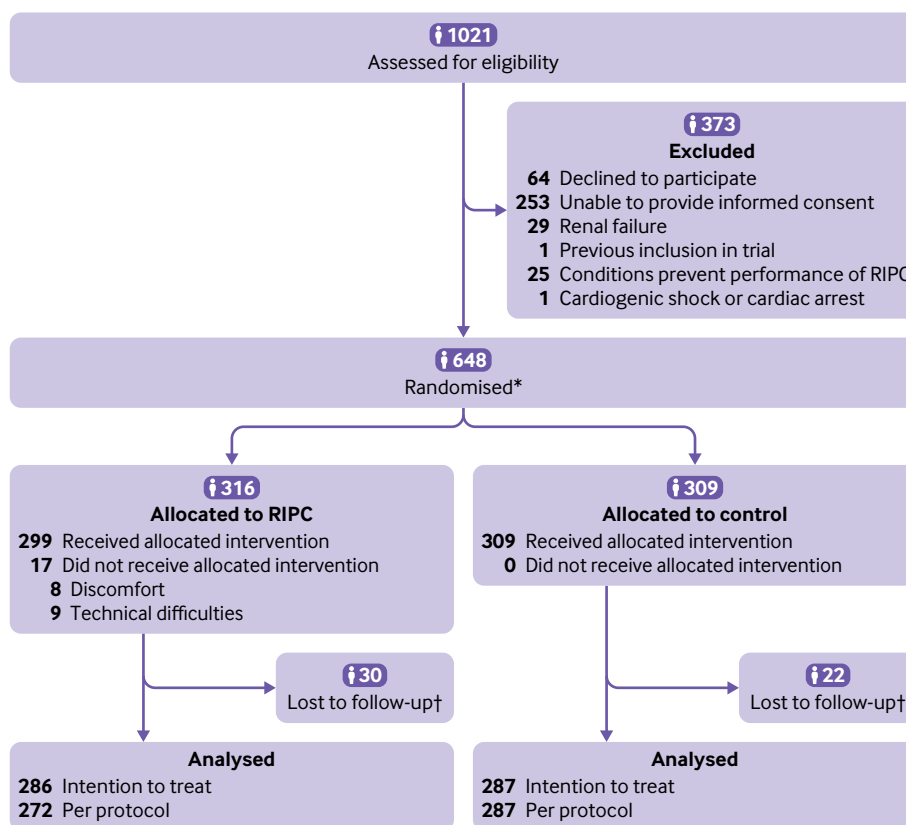 1021
Assessed for eligibility
373
Excluded
64 Declined to participate
253 Unable to provide informed consent
29 Renal failure
1 Previous inclusion in trial
25 Conditions prevent performance of RIPC
1 Cardiogenic shock or cardiac arrest
648
Randomised*
316
Allocated to RIPC
299 Received allocated intervention
17 Did not receive allocated intervention
8 Discomfort
9 Technical difficulties
309
Allocated to control
309 Received allocated intervention
0 Did not receive allocated intervention
30
Lost to follow-up†
22
Lost to follow-up†
Analysed
286 Intention to treat
272 Per protocol
Analysed
287 Intention to treat
287 Per protocol